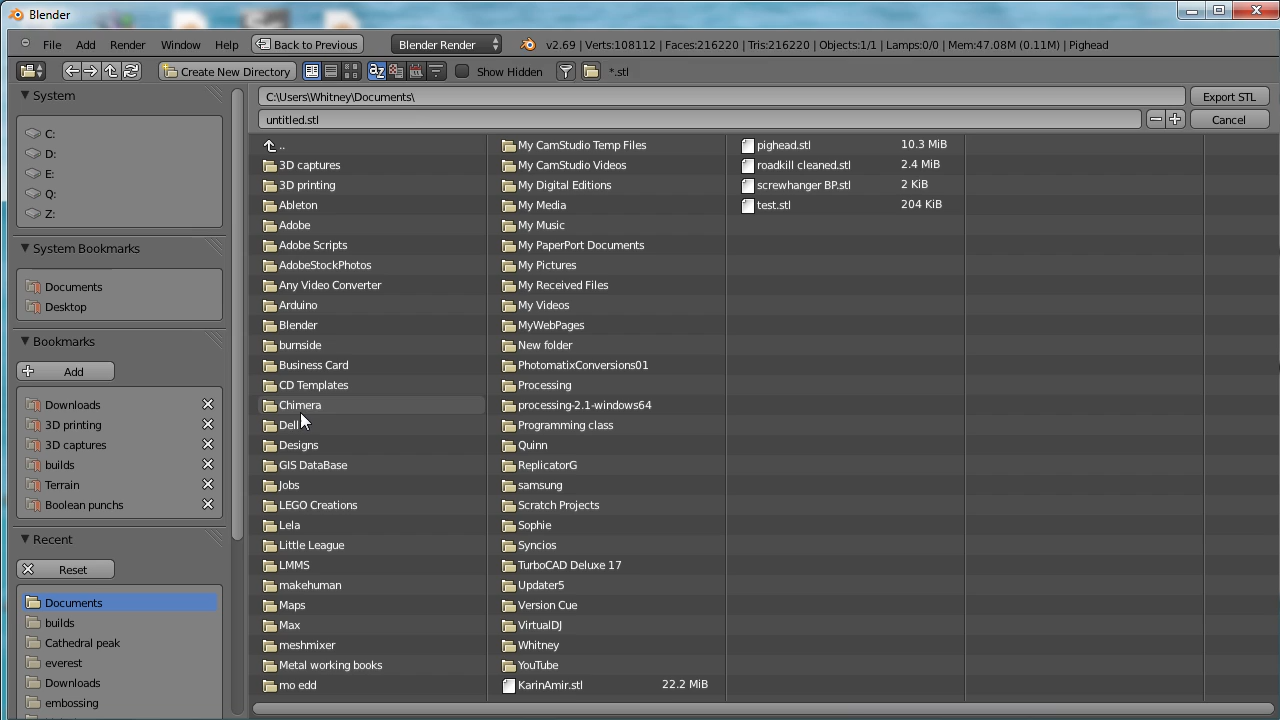 Blender
File Add Render Window Help Back to Previous Blender Render v2.69 | Verts:108112 | Faces:216220 | Tris:216220 | Objects:1/1 | Lamps:0/0 | Mem:47.08M (0.11M) | Pighead
Create New Directory Show Hidden *.stl
System
C:
D:
E:
Q:
Z:
System Bookmarks
Documents
Desktop
Bookmarks
Add
Downloads
3D printing
3D captures
builds
Terrain
Boolean punchs
Recent
Reset
Documents
builds
Cathedral peak
everest
Downloads
embossing
C:\Users\Whitney\Documents\ Export STL
untitled.stl Cancel
..
3D captures
3D printing
Ableton
Adobe
Adobe Scripts
AdobeStockPhotos
Any Video Converter
Arduino
Blender
burnside
Business Card
CD Templates
Chimera
Dell
Designs
GIS DataBase
Jobs
LEGO Creations
Lela
Little League
LMMS
makehuman
Maps
Max
meshmixer
Metal working books
mo edd
My CamStudio Temp Files
My CamStudio Videos
My Digital Editions
My Media
My Music
My PaperPort Documents
My Pictures
My Received Files
My Videos
MyWebPages
New folder
PhotomatixConversions01
Processing
processing-2.1-windows64
Programming class
Quinn
ReplicatorG
samsung
Scratch Projects
Sophie
Syncios
TurboCAD Deluxe 17
Updater5
Version Cue
VirtualDJ
Whitney
YouTube
KarinAmir.stl 22.2 MiB
pighead.stl 10.3 MiB
roadkill cleaned.stl 2.4 MiB
screwhanger BP.stl 2 KiB
test.stl 204 KiB